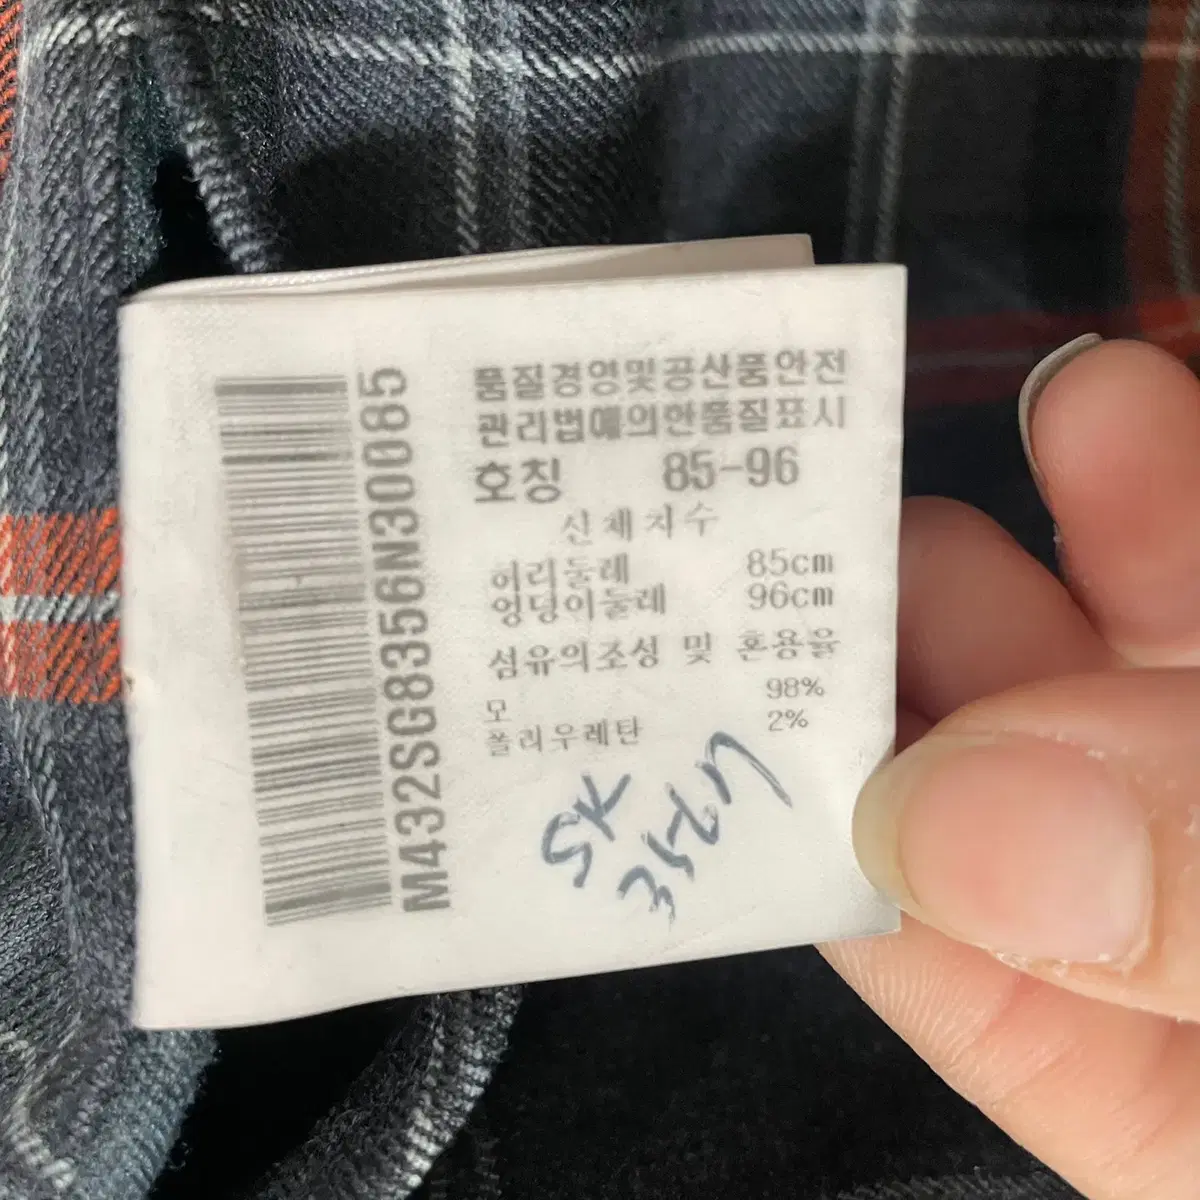 M432SG8356N30085
품질경영및공산품안전
관리법에의한품질표시
호칭 85-96
신체치수
허리둘레 85cm
엉덩이둘레 96cm
섬유의조성 및 혼용율
모 98%
폴리우레탄 2%
SK